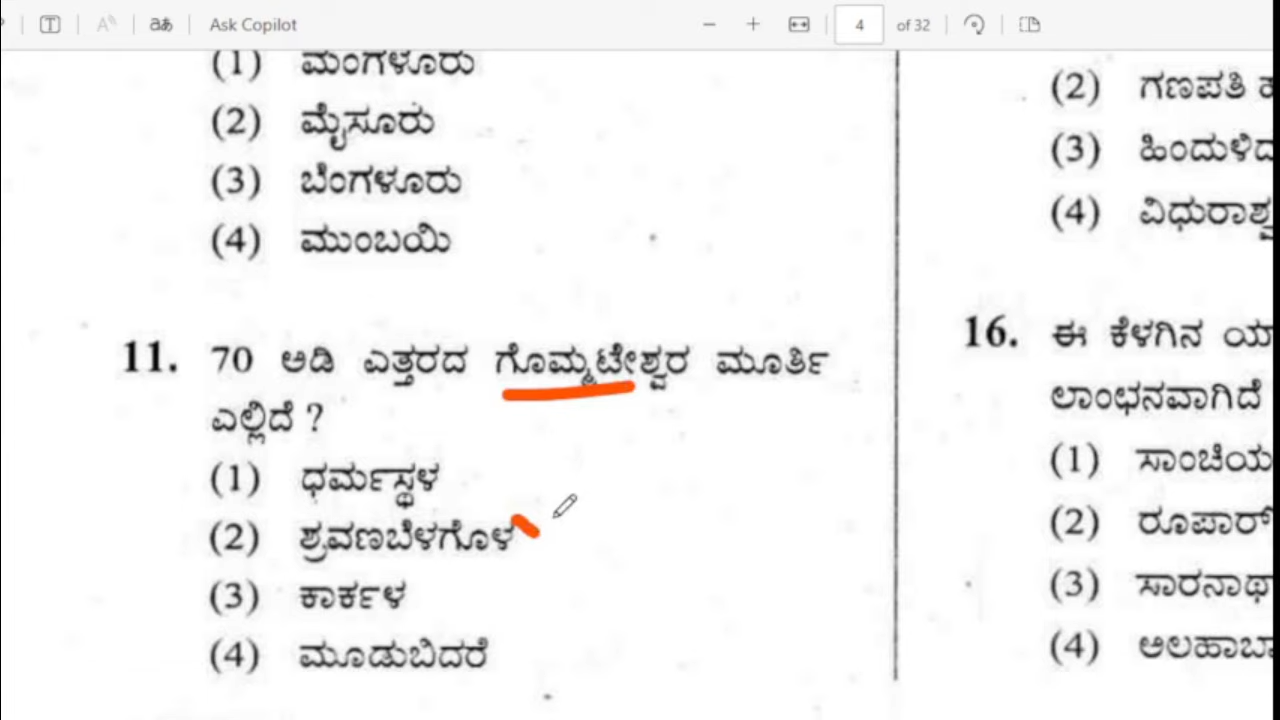 Ask Copilot
4 of 32
(1) ಮಂಗಳೂರು
(2) ಮೈಸೂರು
(3) ಬೆಂಗಳೂರು
(4) ಮುಂಬಯಿ
11. 70 ಅಡಿ ಎತ್ತರದ ಗೊಮ್ಮಟೇಶ್ವರ ಮೂರ್ತಿ
ಎಲ್ಲಿದೆ ?
(1) ಧರ್ಮಸ್ಥಳ
(2) ಶ್ರವಣಬೆಳಗೊಳ
(3) ಕಾರ್ಕಳ
(4) ಮೂಡುಬಿದರೆ
(2) ಗಣಪತಿ
(3)
(4)
16. ಈ ಕೆಳಗಿನ
ಲಾಂಛನವಾಗಿದೆ
(1)
(2) ರೂಪಾರ್
(3) ಸಾರನಾಥ
(4)